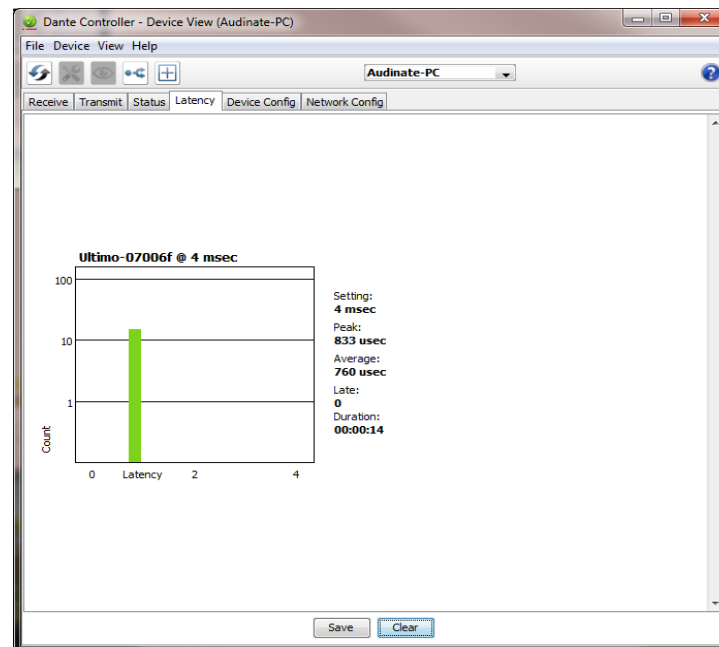 Dante Controller - Device View (Audinate-PC)
File Device View Help
Audinate-PC
?
Receive Transmit Status Latency Device Config Network Config
Ultimo-07006f @ 4 msec
100
10
1
Count
0 Latency 2 4
Setting:
4 msec
Peak:
833 usec
Average:
760 usec
Late:
0
Duration:
00:00:14
Save Clear